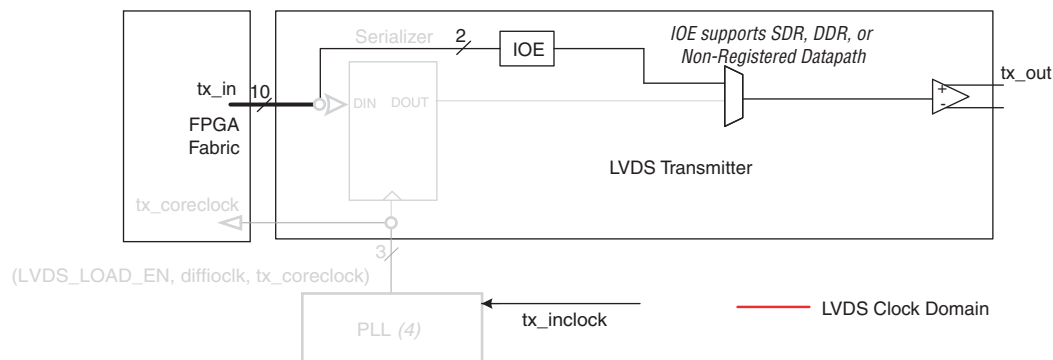 Serializer
2
IOE
IOE supports SDR, DDR, or
Non-Registered Datapath
tx_in
10
DIN
DOUT
+
-
tx_out
FPGA
Fabric
LVDS Transmitter
tx_coreclock
3
(LVDS_LOAD_EN, diffioclk, tx_coreclock)
PLL (4)
tx_inclock
LVDS Clock Domain